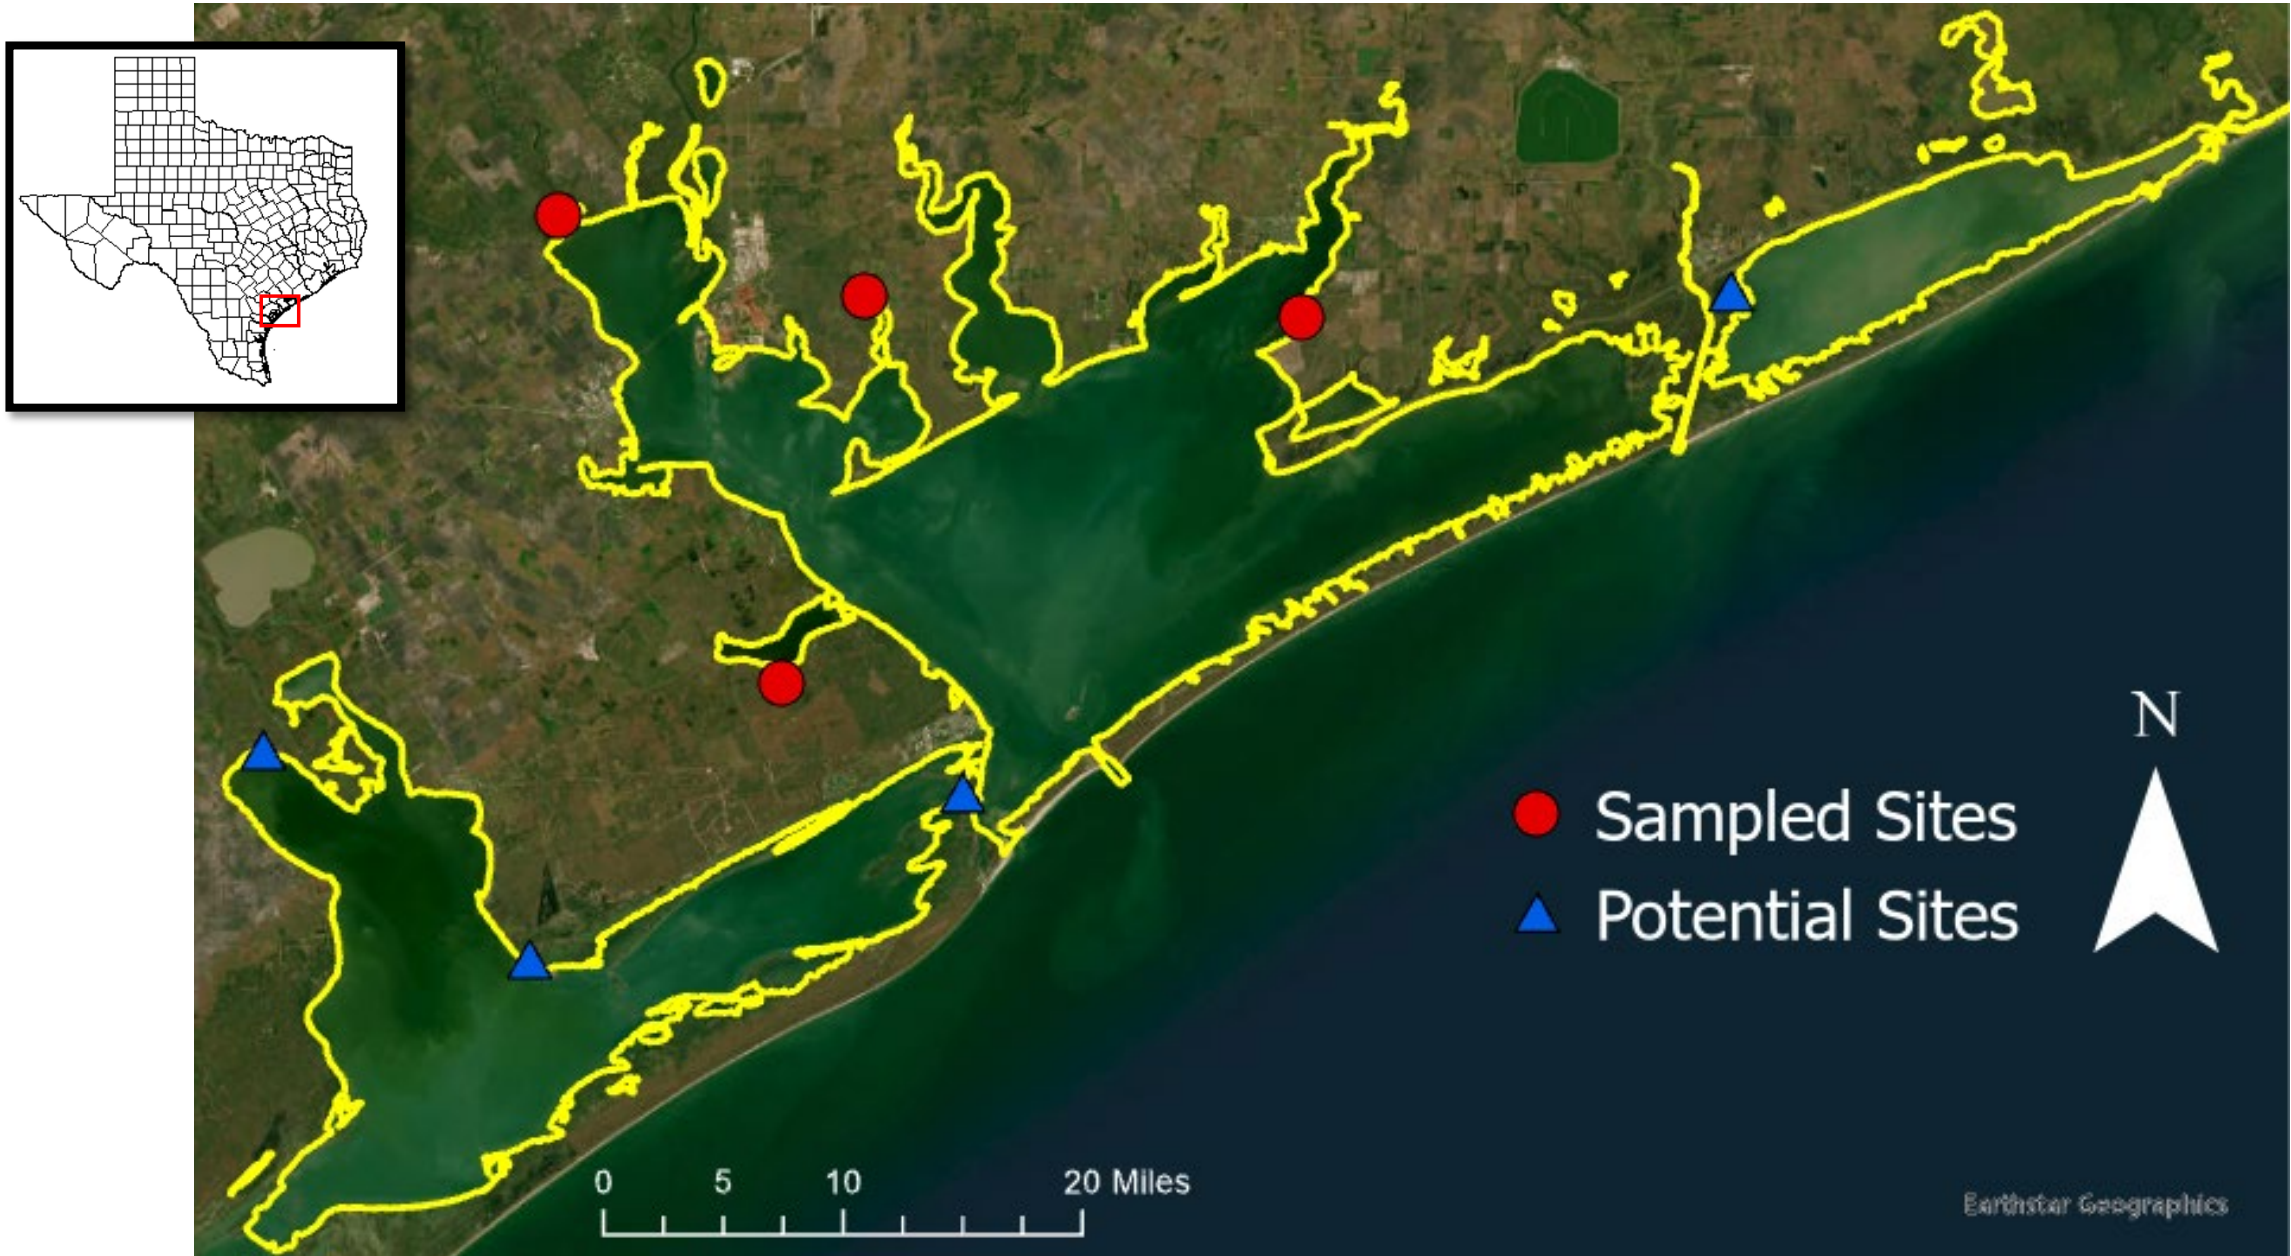 N
Sampled Sites
Potential Sites
0 5 10 20 Miles
Earthstar Geographics